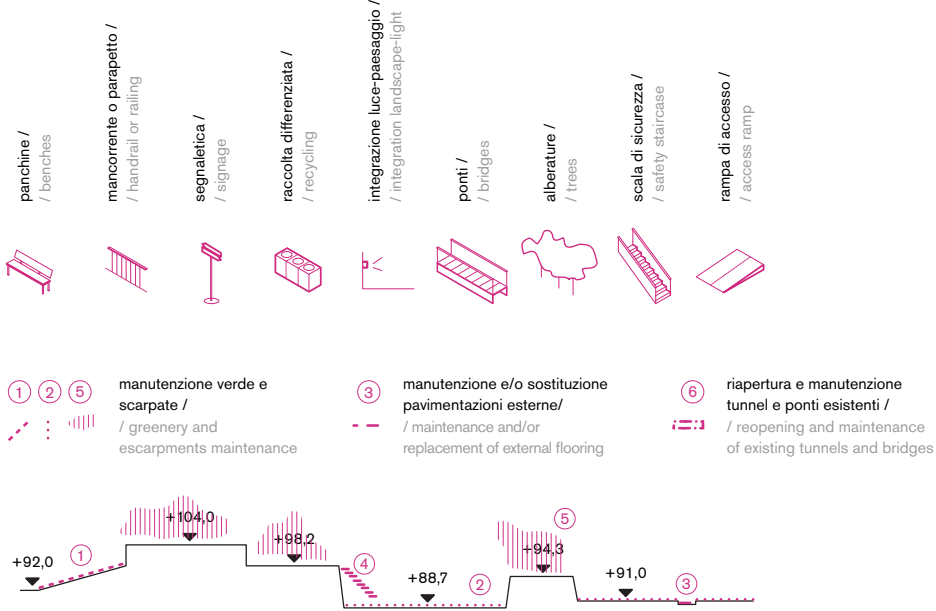 panchine /
/ benches
mancorrente o parapetto /
/ handrail or railing
segnaletica /
/ signage
raccolta differenziata /
/ recycling
integrazione luce-paesaggio /
/ integration landscape-light
ponti /
/ bridges
alberature /
/ trees
scala di sicurezza /
/ safety staircase
rampa di accesso /
/ access ramp
1 2 5
manutenzione verde e
scarpate /
/ greenery and
escarpments maintenance
3
manutenzione e/o sostituzione
pavimentazioni esterne/
/ maintenance and/or
replacement of external flooring
6
riapertura e manutenzione
tunnel e ponti esistenti /
/ reopening and maintenance
of existing tunnels and bridges
+92,0
1
+104,0
+98,2
4
+88,7
2
+94,3
5
+91,0
3